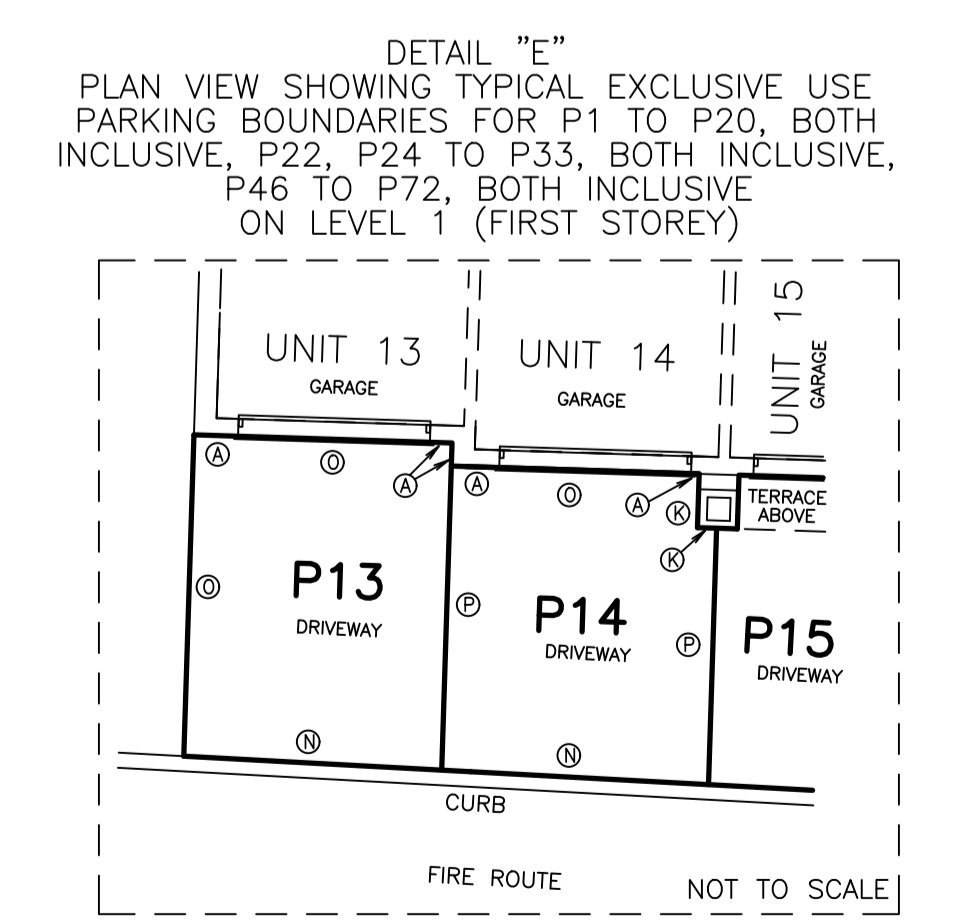 DETAIL "E"
PLAN VIEW SHOWING TYPICAL EXCLUSIVE USE
PARKING BOUNDARIES FOR P1 TO P20, BOTH
INCLUSIVE, P22, P24 TO P33, BOTH INCLUSIVE,
P46 TO P72, BOTH INCLUSIVE
ON LEVEL 1 (FIRST STOREY)
UNIT 13
GARAGE
UNIT 14
GARAGE
UNIT 15
GARAGE
A
O
A
A
O
A
K
TERRACE
ABOVE
K
O
P13
DRIVEWAY
P
P14
DRIVEWAY
P
P15
DRIVEWAY
N
N
CURB
FIRE ROUTE
NOT TO SCALE